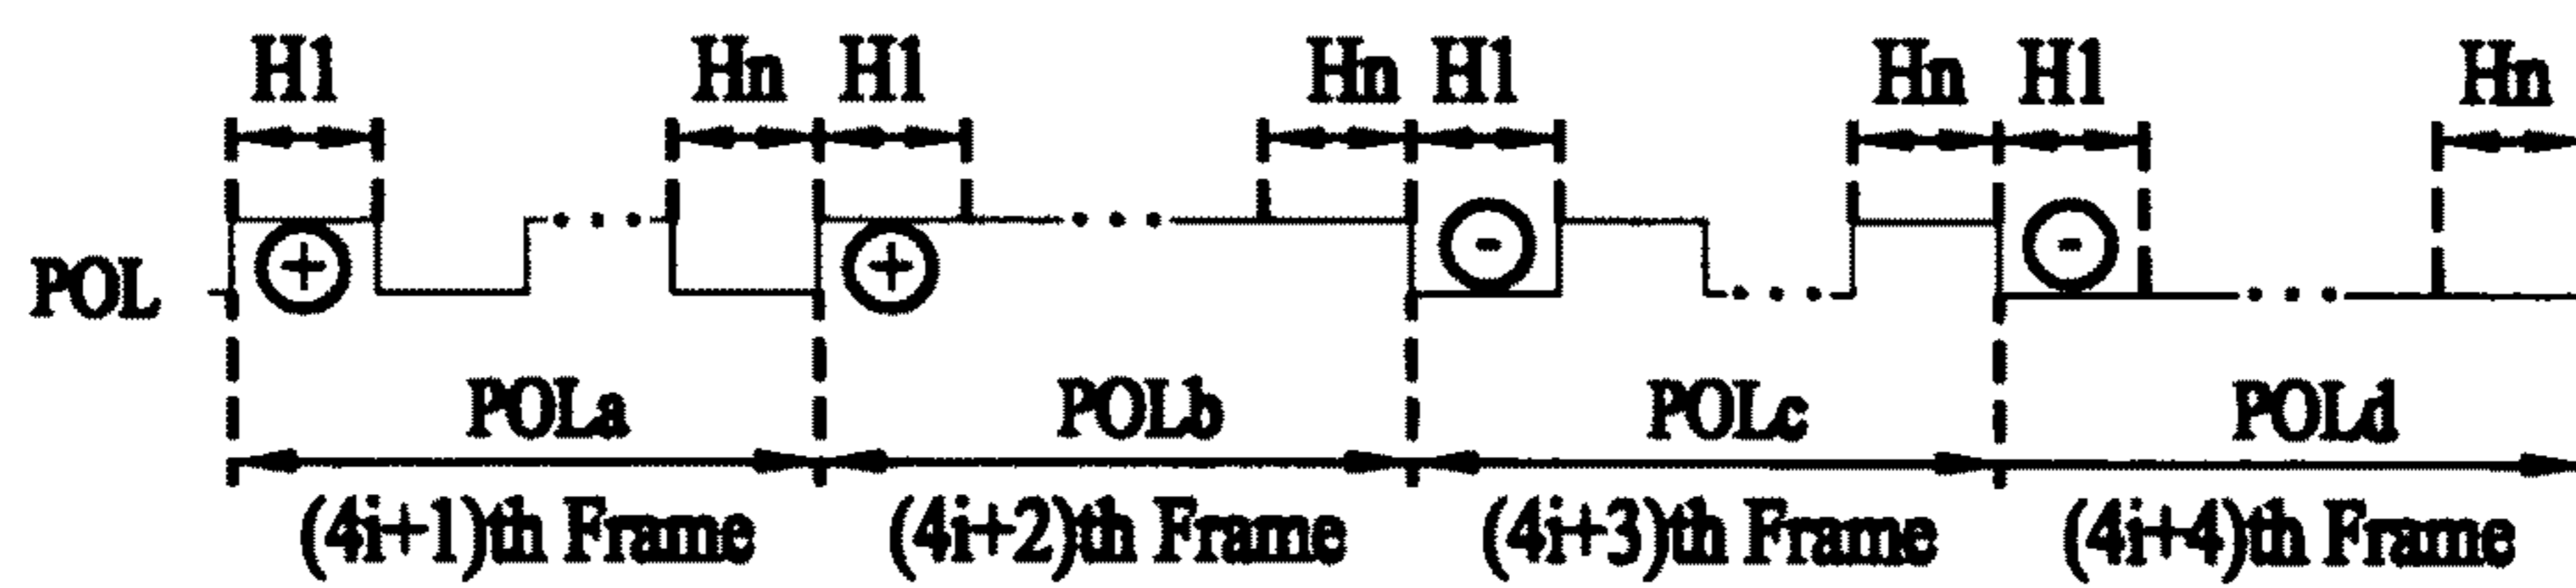 H1 Hn H1 Hn H1 Hn H1 Hn
+ + - -
POL
POLa POLb POLc POLd
(4i+1)th Frame (4i+2)th Frame (4i+3)th Frame (4i+4)th Frame